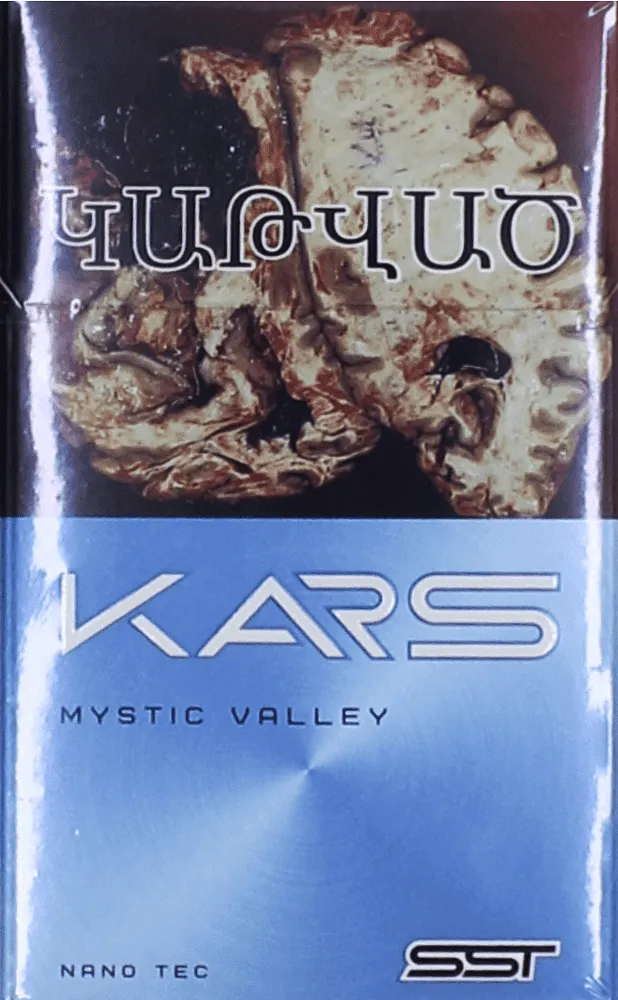 ԿԱԹՎԱԾ
KARS
MYSTIC VALLEY
NANO TEC
SST